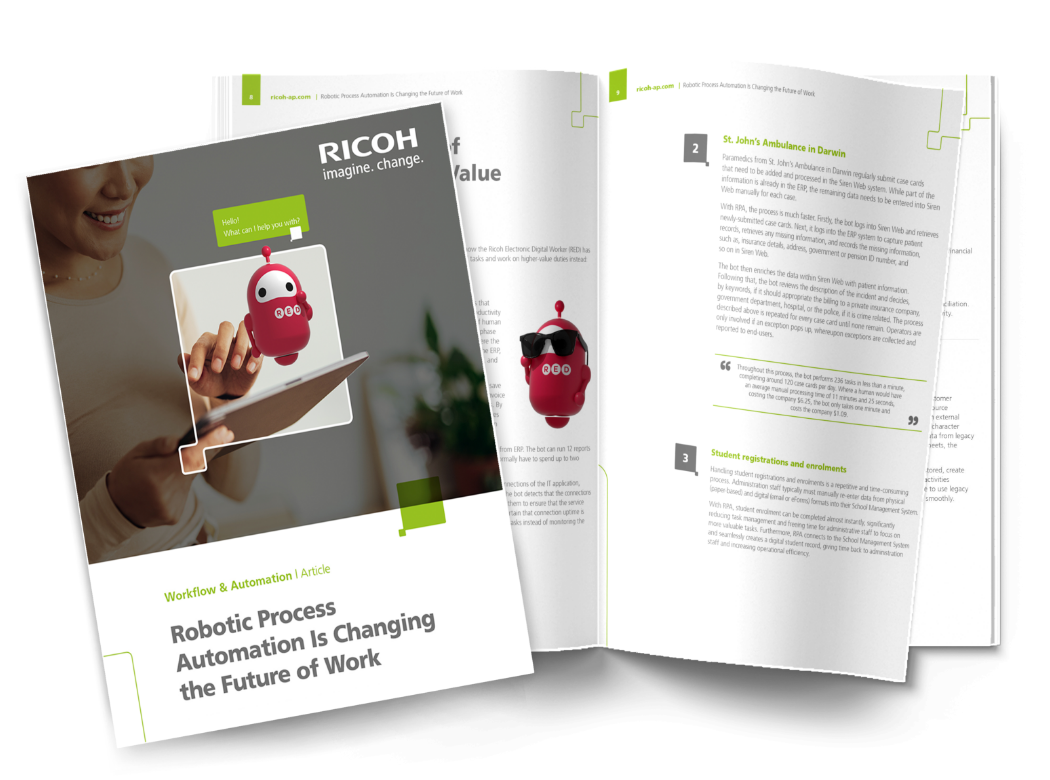 RICOH
imagine. change.
Hello!
What can I help you with?
RED
Workflow & Automation | Article
Robotic Process
Automation Is Changing
the Future of Work
8
ricoh-ap.com | Robotic Process Automation Is Changing the Future of Work
of
Value
how the Ricoh Electronic Digital Worker (RED) has
tasks and work on higher-value duties instead
s that
ductivity
f human
phase
re the
he ERP,
and
save
nvoice
By
es
RED
from ERP. The bot can run 12 reports
rmally have to spend up to two
nnections of the IT application,
he bot detects that the connections
them to ensure that the service
ertain that connection uptime is
tasks instead of monitoring the
9
ricoh-ap.com | Robotic Process Automation Is Changing the Future of Work
2
St. John's Ambulance in Darwin
Paramedics from St. John's Ambulance in Darwin regularly submit case cards
that need to be added and processed in the Siren Web system. While part of the
information is already in the ERP, the remaining data needs to be entered into Siren
Web manually for each case.
With RPA, the process is much faster. Firstly, the bot logs into Siren Web and retrieves
newly-submitted case cards. Next, it logs into the ERP system to capture patient
records, retrieves any missing information, and records the missing information,
such as, insurance details, address, government or pension ID number, and
so on in Siren Web.
The bot then enriches the data within Siren Web with patient information.
Following that, the bot reviews the description of the incident and decides,
by keywords, if it should appropriate the billing to a private insurance company,
government department, hospital, or the police, if it is crime related. The process
described above is repeated for every case card until none remain. Operators are
only involved if an exception pops up, whereupon exceptions are collected and
reported to end-users.
“ Throughout this process, the bot performs 236 tasks in less than a minute,
completing around 120 case cards per day. Where a human would have
an average manual processing time of 11 minutes and 25 seconds,
costing the company $6.25, the bot only takes one minute and
costs the company $1.09. ”
3
Student registrations and enrolments
Handling student registrations and enrolments is a repetitive and time-consuming
process. Administration staff typically must manually re-enter data from physical
(paper-based) and digital (email or eForms) formats into their School Management System.
With RPA, student enrolment can be completed almost instantly, significantly
reducing task management and freeing time for administrative staff to focus on
more valuable tasks. Furthermore, RPA connects to the School Management System
and seamlessly creates a digital student record, giving time back to administration
staff and increasing operational efficiency.
nancial
ciliation.
ity.
stomer
ource
external
character
ata from legacy
eets, the
tored, create
activities
e to use legacy
smoothly.